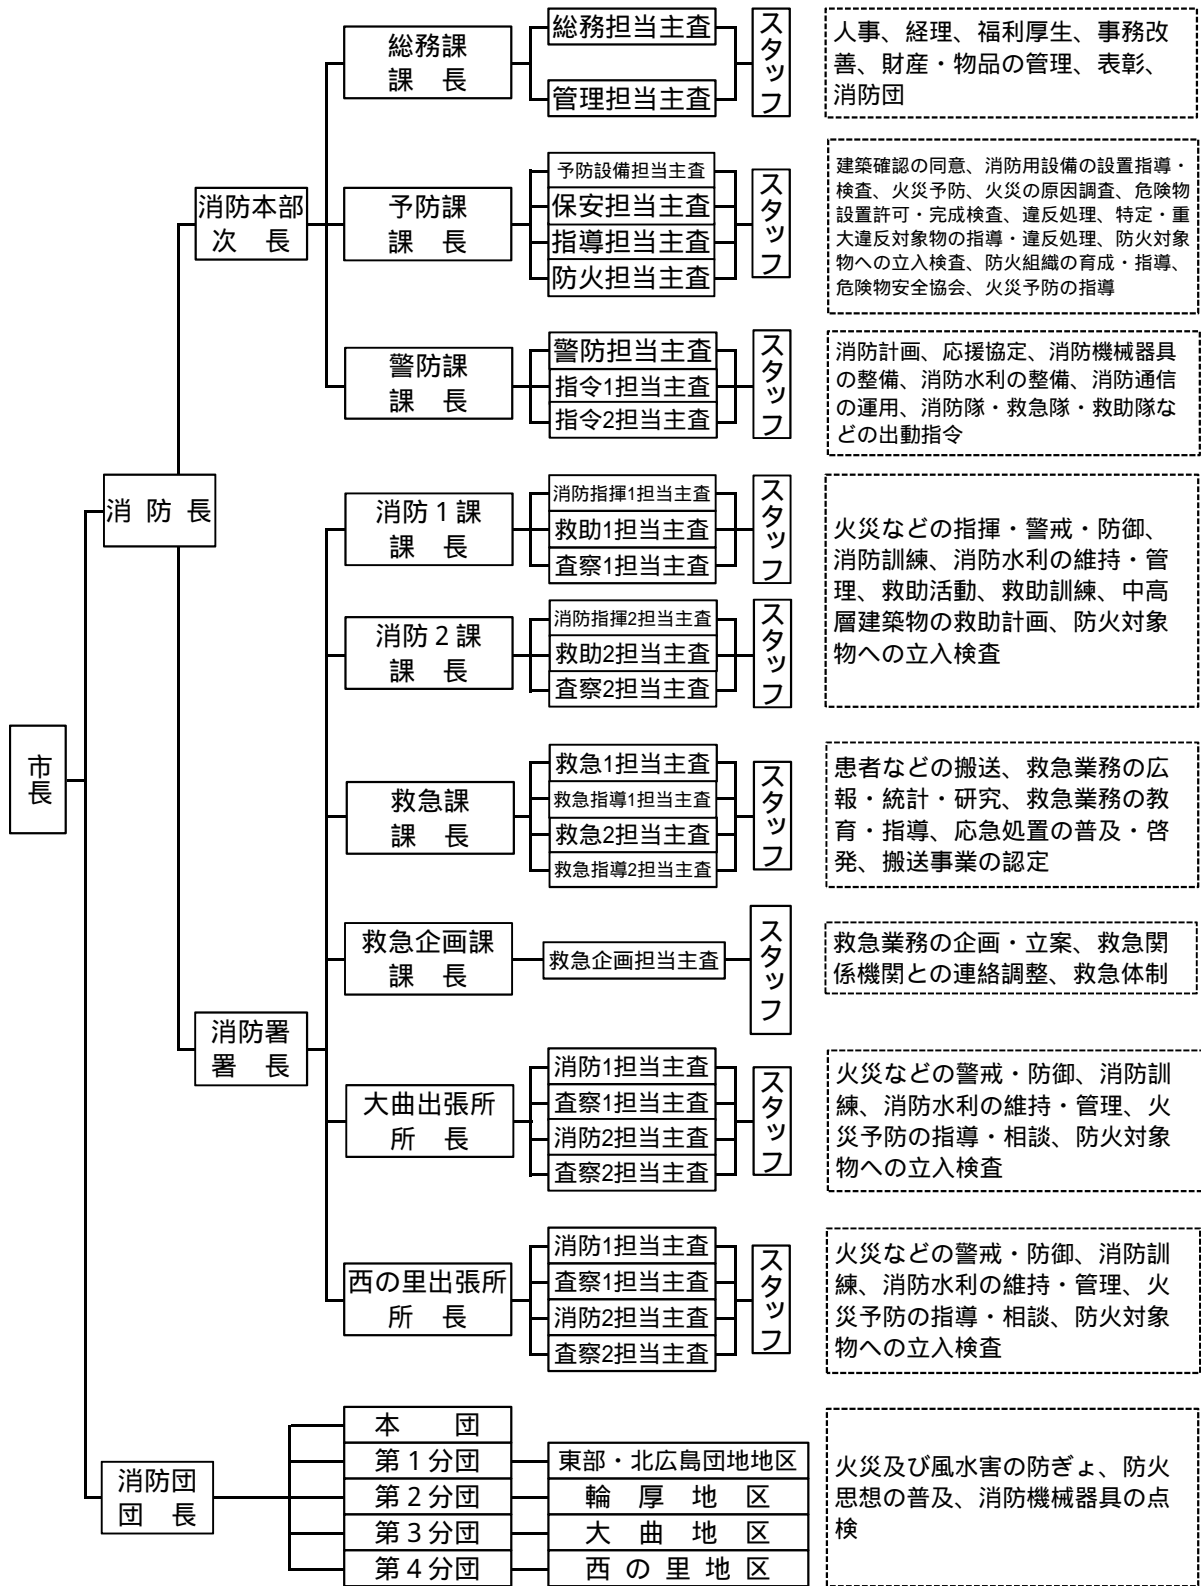 市長
消防長
消防本部
次長
総務課
課長
総務担当主査
管理担当主査
スタッフ
人事、経理、福利厚生、事務改
善、財産・物品の管理、表彰、
消防団
予防課
課長
予防設備担当主査
保安担当主査
指導担当主査
防火担当主査
スタッフ
建築確認の同意、消防用設備の設置指導・
検査、火災予防、火災の原因調査、危険物
設置許可・完成検査、違反処理、特定・重
大違反対象物の指導・違反処理、防火対象
物への立入検査、防火組織の育成・指導、
危険物安全協会、火災予防の指導
警防課
課長
警防担当主査
指令1担当主査
指令2担当主査
スタッフ
消防計画、応援協定、消防機械器具
の整備、消防水利の整備、消防通信
の運用、消防隊・救急隊・救助隊な
どの出動指令
消防署
署長
消防1課
課長
消防指揮1担当主査
救助1担当主査
査察1担当主査
スタッフ
消防2課
課長
消防指揮2担当主査
救助2担当主査
査察2担当主査
スタッフ
火災などの指揮・警戒・防御、
消防訓練、消防水利の維持・管
理、救助活動、救助訓練、中高
層建築物の救助計画、防火対象
物への立入検査
救急課
課長
救急1担当主査
救急指導1担当主査
救急2担当主査
救急指導2担当主査
スタッフ
患者などの搬送、救急業務の広
報・統計・研究、救急業務の教
育・指導、応急処置の普及・啓
発、搬送事業の認定
救急企画課
課長
救急企画担当主査
スタッフ
救急業務の企画・立案、救急関
係機関との連絡調整、救急体制
大曲出張所
所長
消防1担当主査
査察1担当主査
消防2担当主査
査察2担当主査
スタッフ
火災などの警戒・防御、消防訓
練、消防水利の維持・管理、火
災予防の指導・相談、防火対象
物への立入検査
西の里出張所
所長
消防1担当主査
査察1担当主査
消防2担当主査
査察2担当主査
スタッフ
火災などの警戒・防御、消防訓
練、消防水利の維持・管理、火
災予防の指導・相談、防火対象
物への立入検査
消防団
団長
本団
第1分団
東部・北広島団地地区
第2分団
輪厚地区
第3分団
大曲地区
第4分団
西の里地区
火災及び風水害の防ぎょ、防火
思想の普及、消防機械器具の点
検